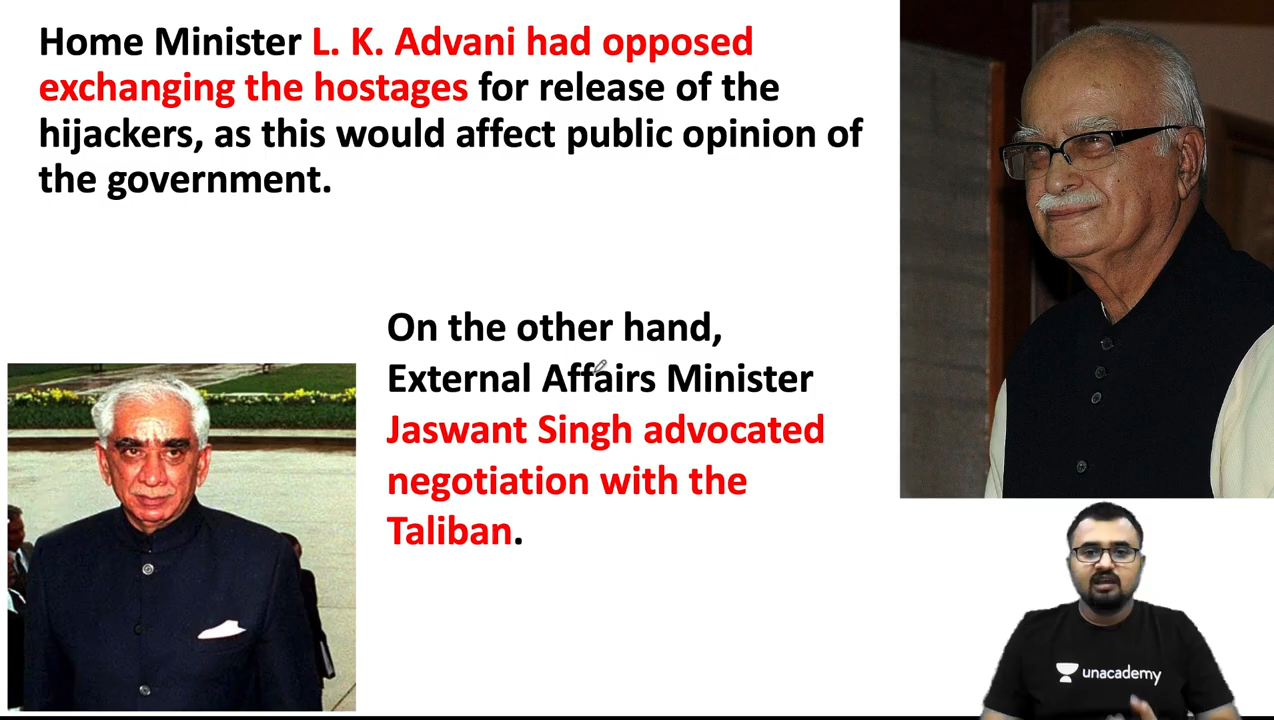 Home Minister L. K. Advani had opposed
exchanging the hostages for release of the
hijackers, as this would affect public opinion of
the government.
On the other hand,
External Affairs Minister
Jaswant Singh advocated
negotiation with the
Taliban.
unacademy